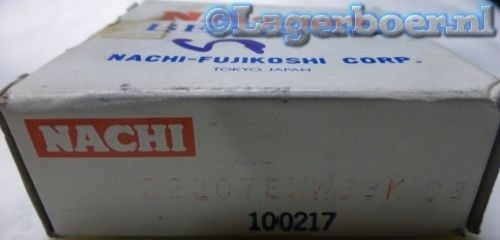 ©Lagerboer.nl
NACHI-FUJIKOSHI CORP.
TOKYO, JAPAN
NACHI
22207EXW33K C3
100217